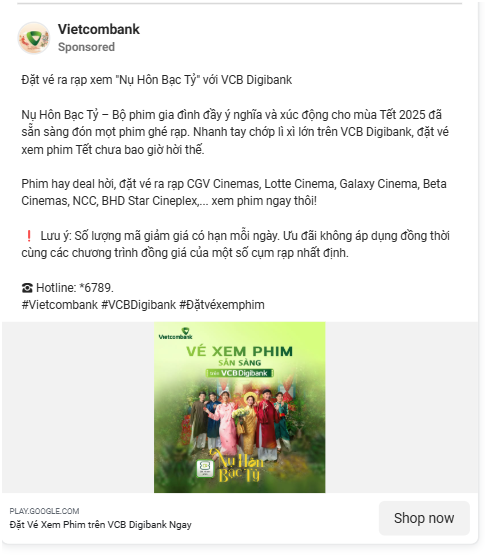 Vietcombank
Sponsored
Đặt vé ra rạp xem "Nụ Hôn Bạc Tỷ" với VCB Digibank
Nụ Hôn Bạc Tỷ – Bộ phim gia đình đầy ý nghĩa và xúc động cho mùa Tết 2025 đã
sẵn sàng đón mọt phim ghé rạp. Nhanh tay chớp lì xì lớn trên VCB Digibank, đặt vé
xem phim Tết chưa bao giờ hời thế.
Phim hay deal hời, đặt vé ra rạp CGV Cinemas, Lotte Cinema, Galaxy Cinema, Beta
Cinemas, NCC, BHD Star Cineplex,... xem phim ngay thôi!
❗ Lưu ý: Số lượng mã giảm giá có hạn mỗi ngày. Ưu đãi không áp dụng đồng thời
cùng các chương trình đồng giá của một số cụm rạp nhất định.
☎ Hotline: *6789.
#Vietcombank #VCBDigibank #Đặtvéxemphim
Vietcombank
VÉ XEM PHIM
SẴN SÀNG
TRÊN VCBDigibank
Nụ Hôn
Bạc Tỷ
PLAY.GOOGLE.COM
Đặt Vé Xem Phim trên VCB Digibank Ngay
Shop now